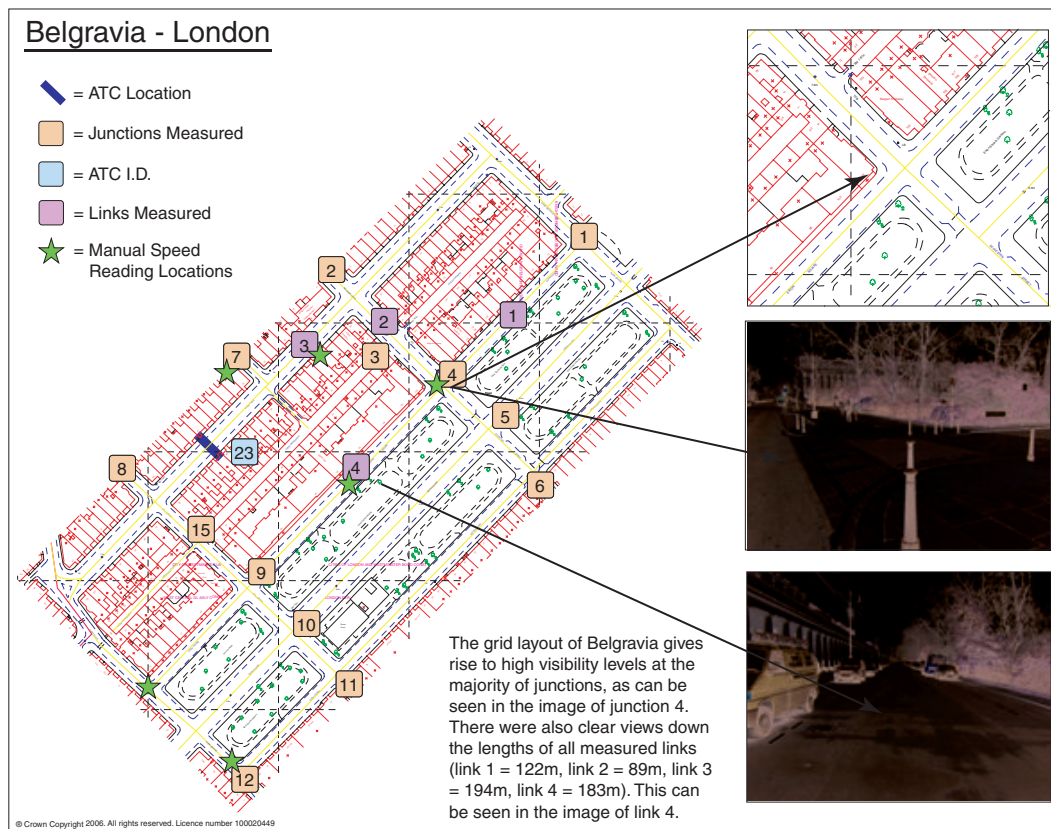 Belgravia - London
= ATC Location
= Junctions Measured
= ATC I.D.
= Links Measured
= Manual Speed
Reading Locations
1
2
2
1
3
3
7
4
5
23
4
8
6
15
9
10
11
12
The grid layout of Belgravia gives
rise to high visibility levels at the
majority of junctions, as can be
seen in the image of junction 4.
There were also clear views down
the lengths of all measured links
(link 1 = 122m, link 2 = 89m, link 3
= 194m, link 4 = 183m). This can
be seen in the image of link 4.
© Crown Copyright 2006. All rights reserved. Licence number 100020449